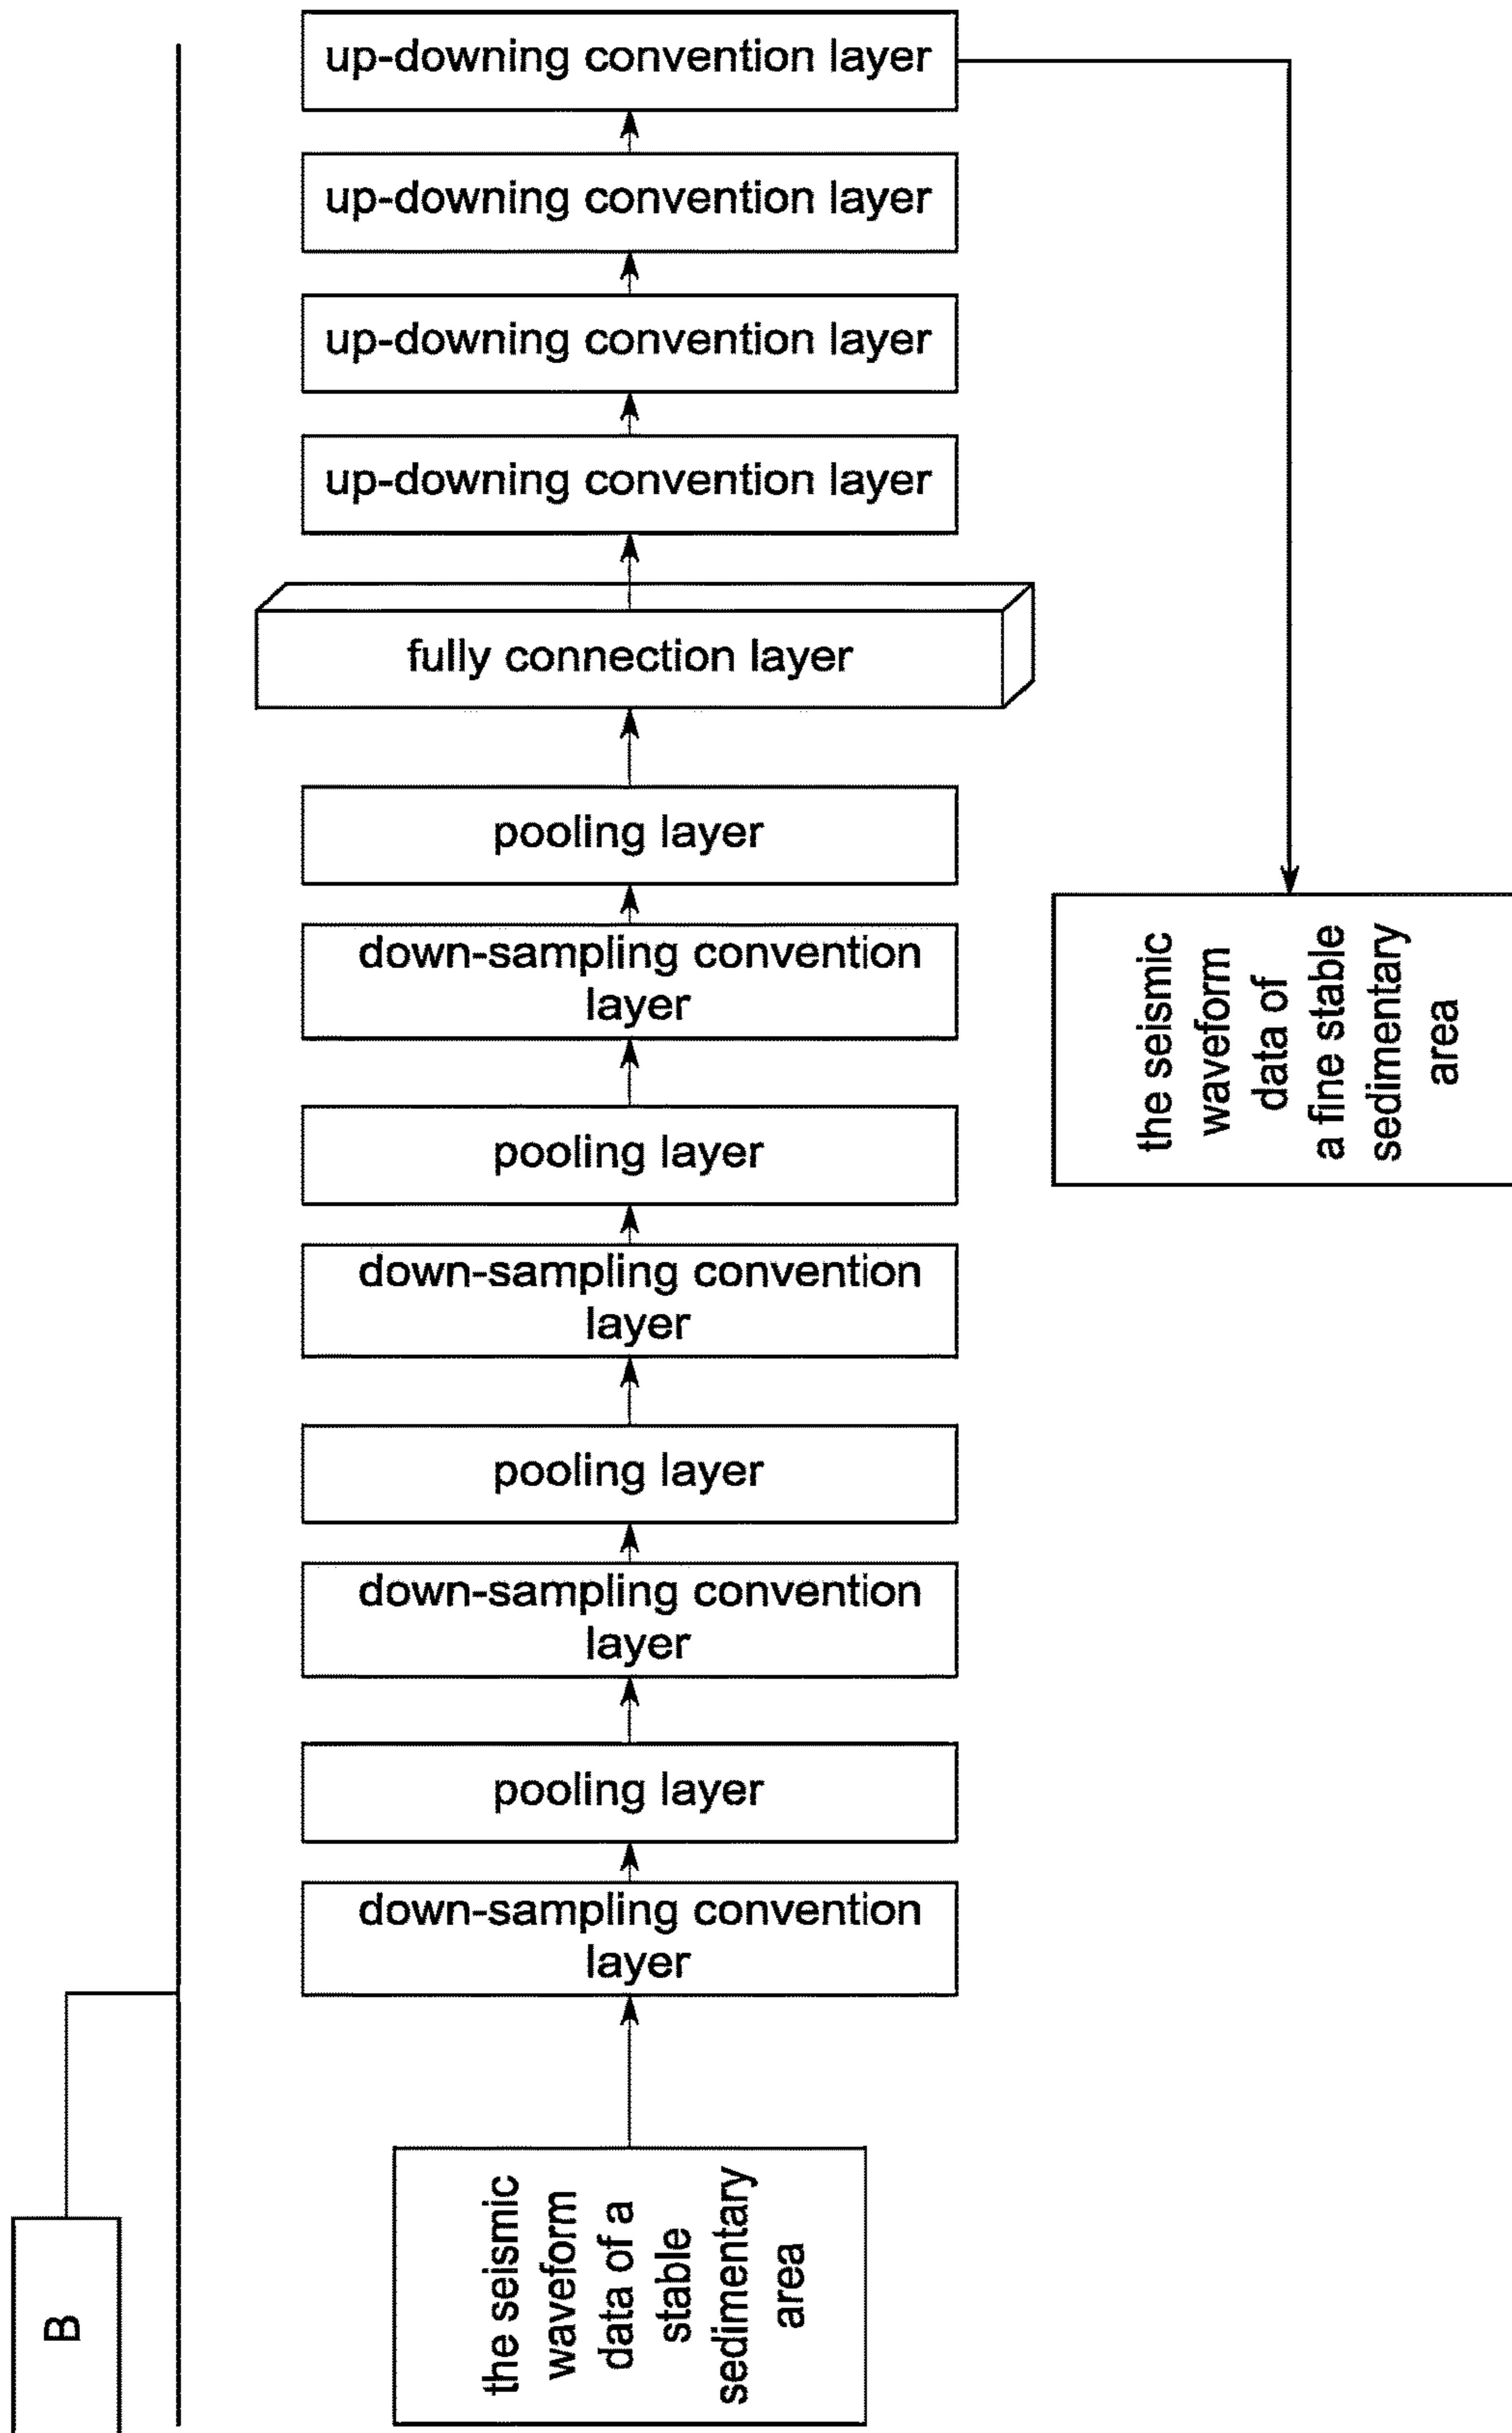 up-downing convention layer
up-downing convention layer
up-downing convention layer
up-downing convention layer
fully connection layer
pooling layer
down-sampling convention
layer
pooling layer
down-sampling convention
layer
pooling layer
down-sampling convention
layer
pooling layer
down-sampling convention
layer
the seismic
waveform
data of
a fine stable
sedimentary
area
the seismic
waveform
data of a
stable
sedimentary
area
B